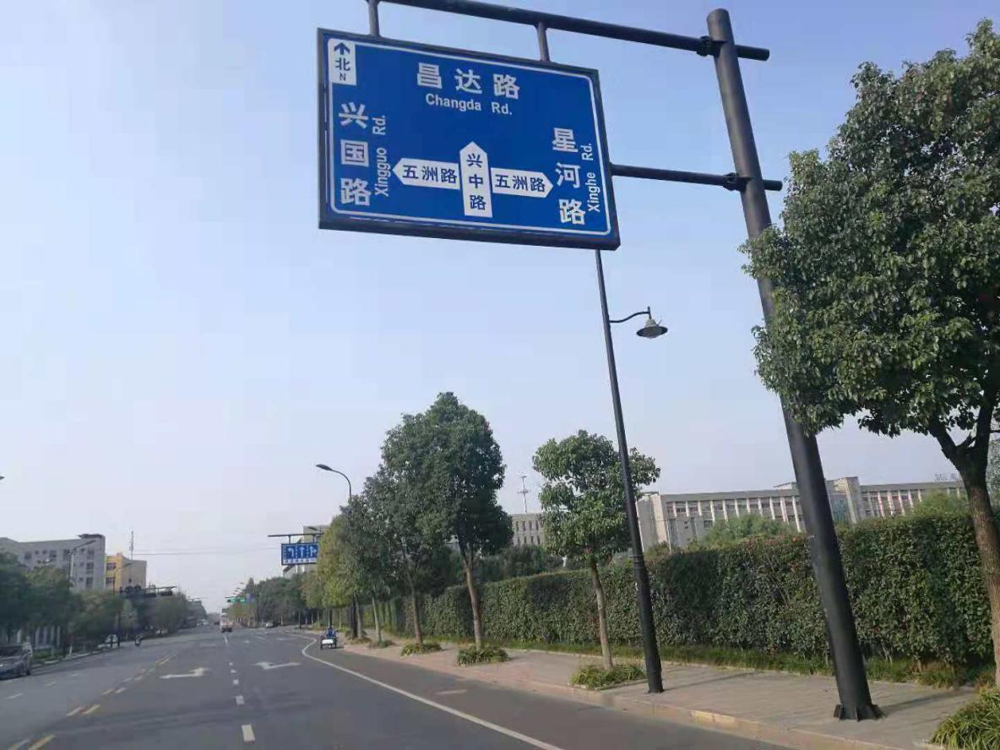 北
N
昌达路
Changda Rd.
兴国路
Xingguo Rd.
五洲路
兴中路
五洲路
星河路
Xinghe Rd.